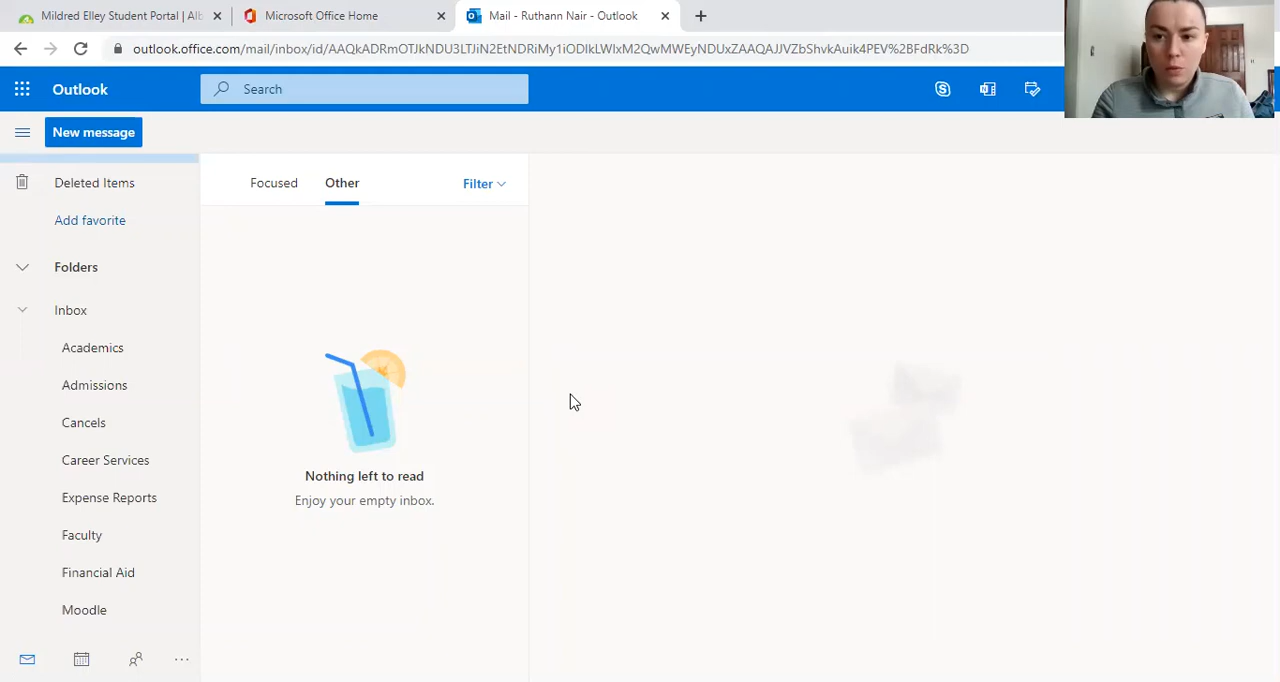 Mildred Elley Student Portal | Alb
Microsoft Office Home
Mail - Ruthann Nair - Outlook
outlook.office.com/mail/inbox/id/AAQkADRmOTJkNDU3LTJiN2EtNDRiMy1iODlkLWIxM2QwMWEyNDUxZAAQAJJVZbShvkAuik4PEV%2BFdRk%3D
Outlook
Search
New message
Deleted Items
Focused
Other
Filter
Add favorite
Folders
Inbox
Academics
Admissions
Cancels
Career Services
Nothing left to read
Expense Reports
Enjoy your empty inbox.
Faculty
Financial Aid
Moodle